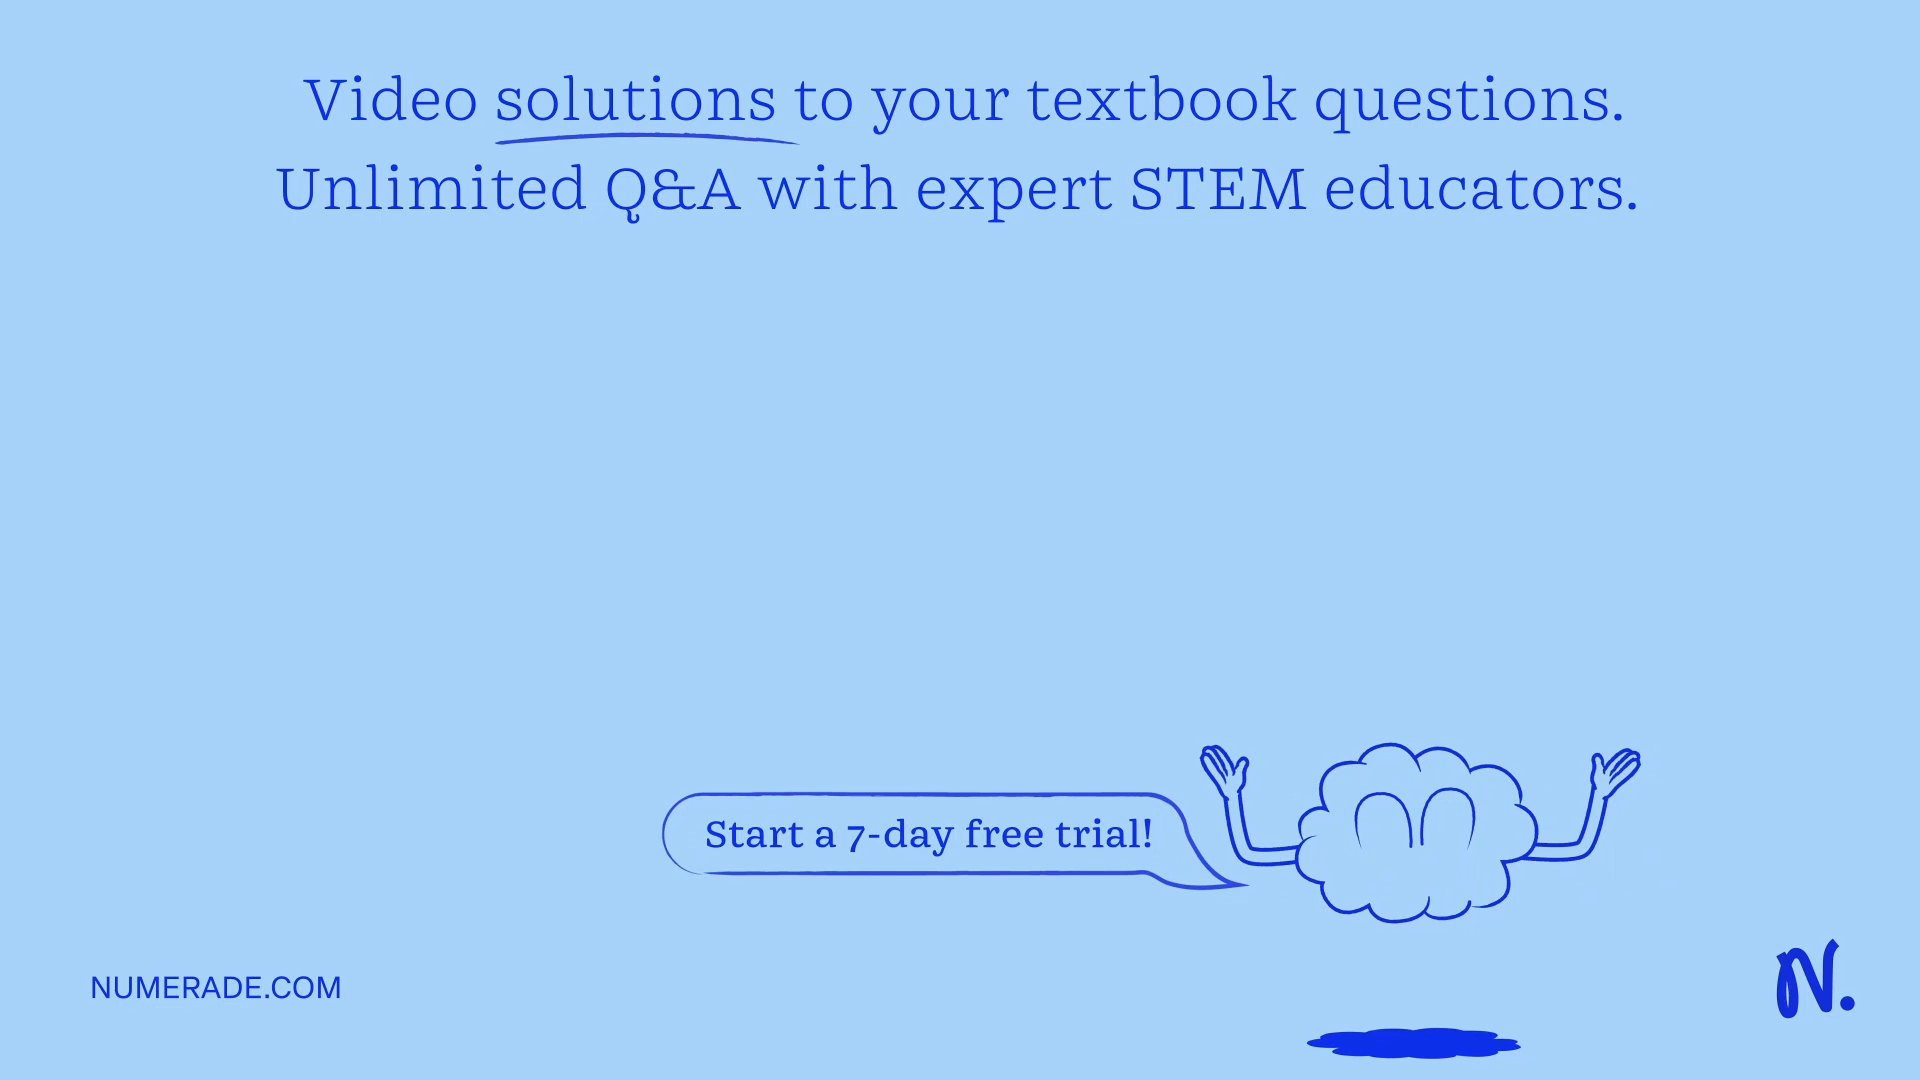 Video solutions to your textbook questions.
Unlimited Q&A with expert STEM educators.
Start a 7-day free trial!
NUMERADE.COM
N.